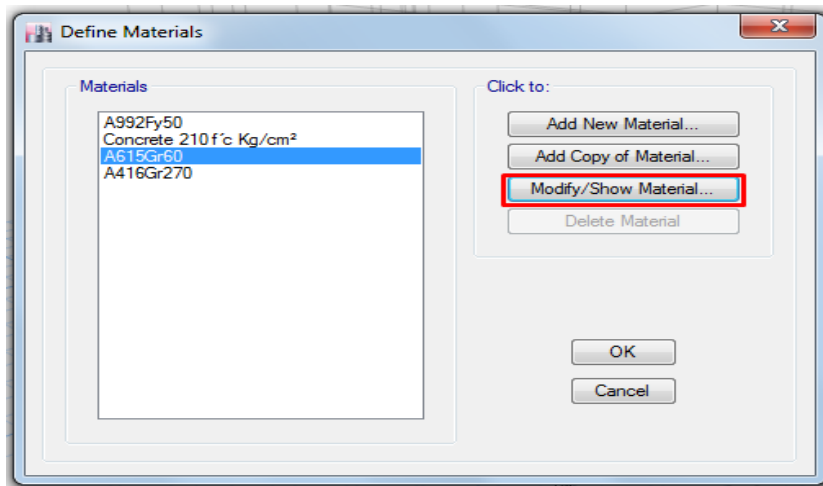 Define Materials
Materials
A992Fy50
Concrete 210 f´c Kg/cm²
A615Gr60
A416Gr270
Click to:
Add New Material...
Add Copy of Material...
Modify/Show Material...
Delete Material
OK
Cancel